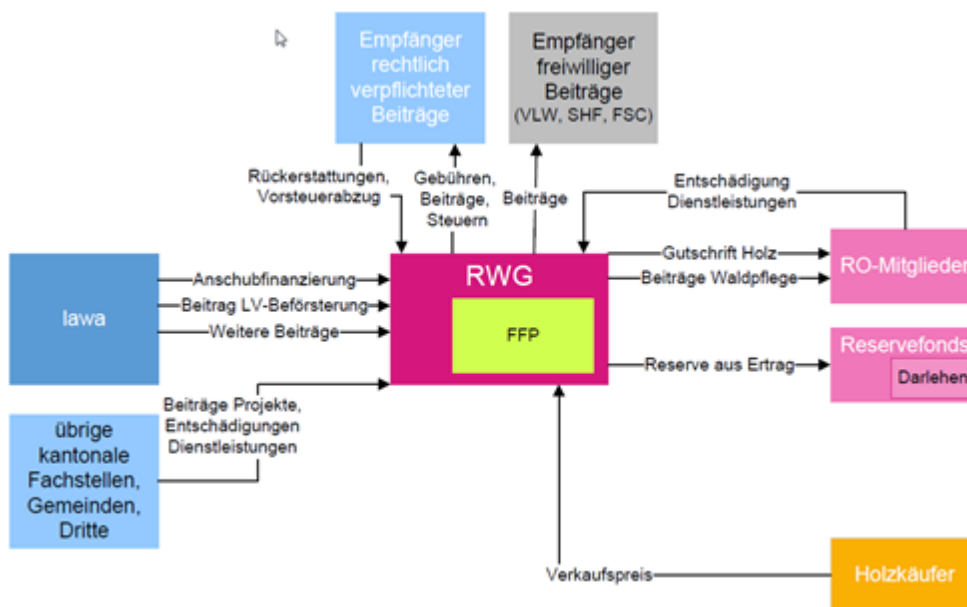 Empfänger
rechtlich
verpflichteter
Beiträge
Empfänger
freiwilliger
Beiträge
(VLW, SHF, FSC)
Rückerstattungen,
Vorsteuerabzug
Gebühren,
Beiträge,
Steuern
Beiträge
Entschädigung
Dienstleistungen
lawa
Anschubfinanzierung
Beitrag LV-Beförsterung
Weitere Beiträge
RWG
FFP
Gutschrift Holz
Beiträge Waldpflege
RO-Mitglieder
Reserve aus Ertrag
Reservefonds
Darlehen
übrige
kantonale
Fachstellen,
Gemeinden,
Dritte
Beiträge Projekte,
Entschädigungen
Dienstleistungen
Verkaufspreis
Holzkäufer